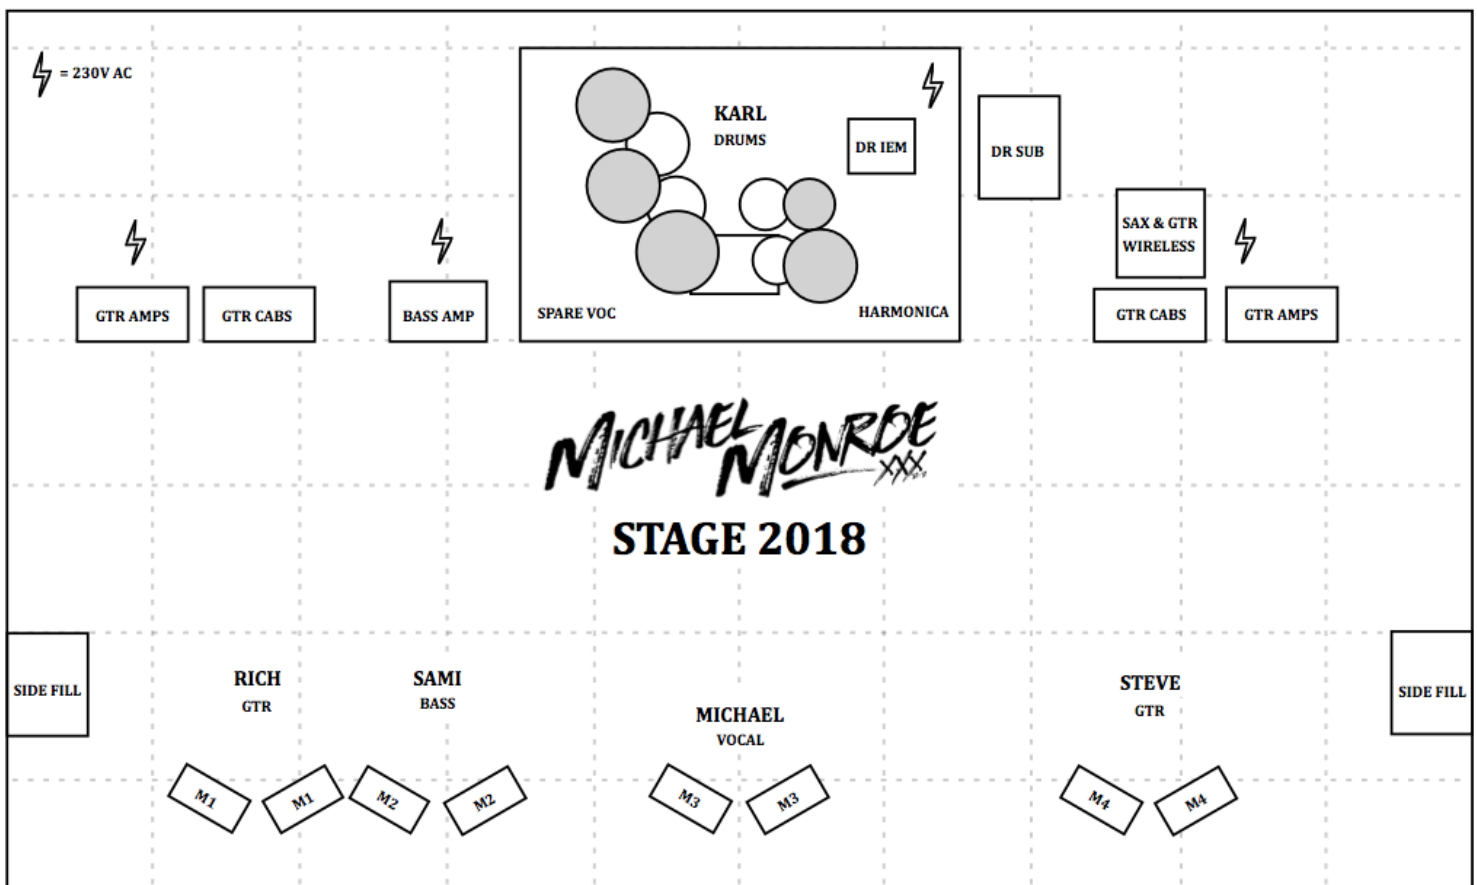 = 230V AC
KARL
DRUMS
DR IEM
DR SUB
SAX & GTR
WIRELESS
GTR AMPS
GTR CABS
BASS AMP
SPARE VOC
HARMONICA
GTR CABS
GTR AMPS
MICHAEL
MONROE
XXX
STAGE 2018
SIDE FILL
RICH
GTR
SAMI
BASS
MICHAEL
VOCAL
STEVE
GTR
SIDE FILL
M1
M1
M2
M2
M3
M3
M4
M4